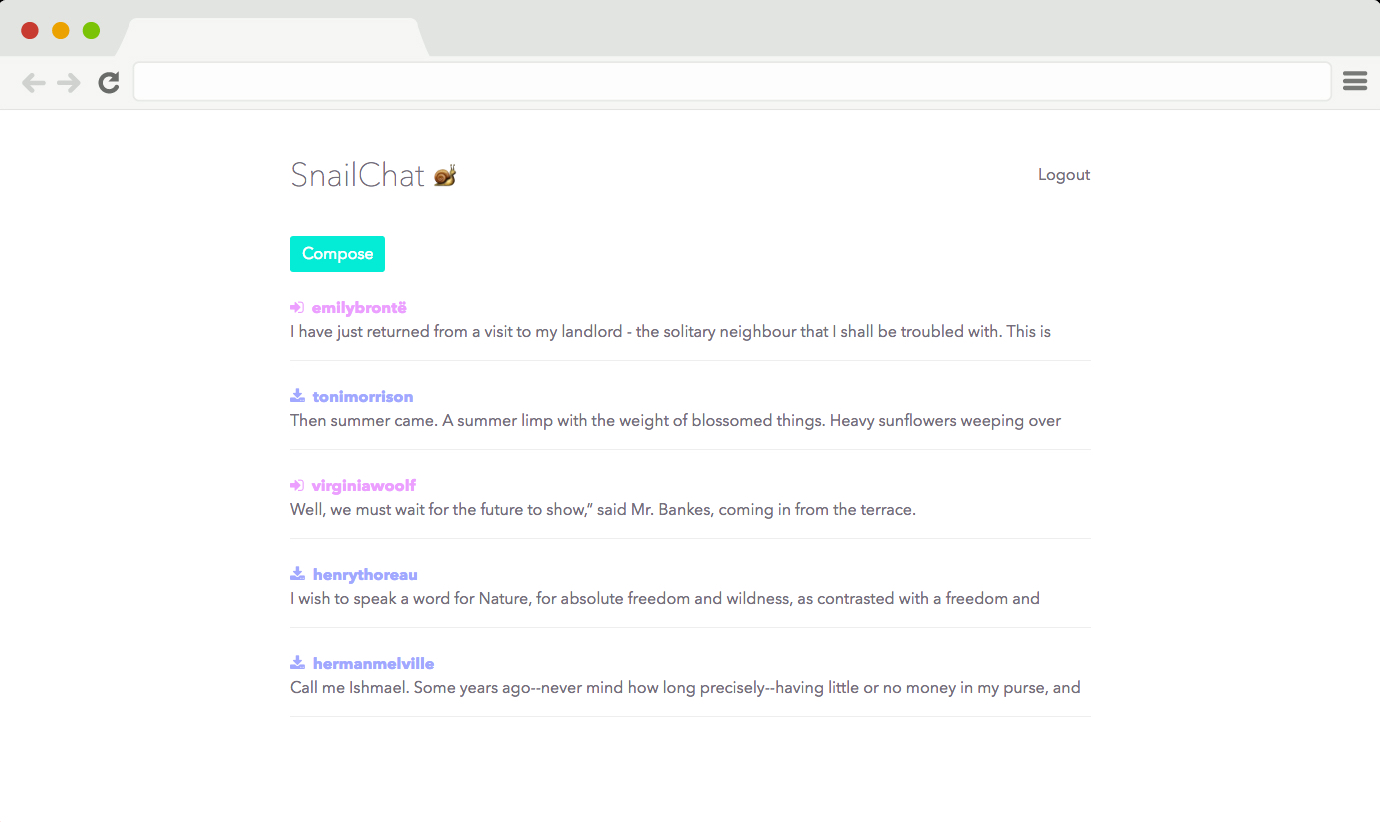 SnailChat 🐌
Logout
Compose
emilybrontë
I have just returned from a visit to my landlord - the solitary neighbour that I shall be troubled with. This is
tonimorrison
Then summer came. A summer limp with the weight of blossomed things. Heavy sunflowers weeping over
virginiawoolf
Well, we must wait for the future to show,” said Mr. Bankes, coming in from the terrace.
henrythoreau
I wish to speak a word for Nature, for absolute freedom and wildness, as contrasted with a freedom and
hermanmelville
Call me Ishmael. Some years ago--never mind how long precisely--having little or no money in my purse, and